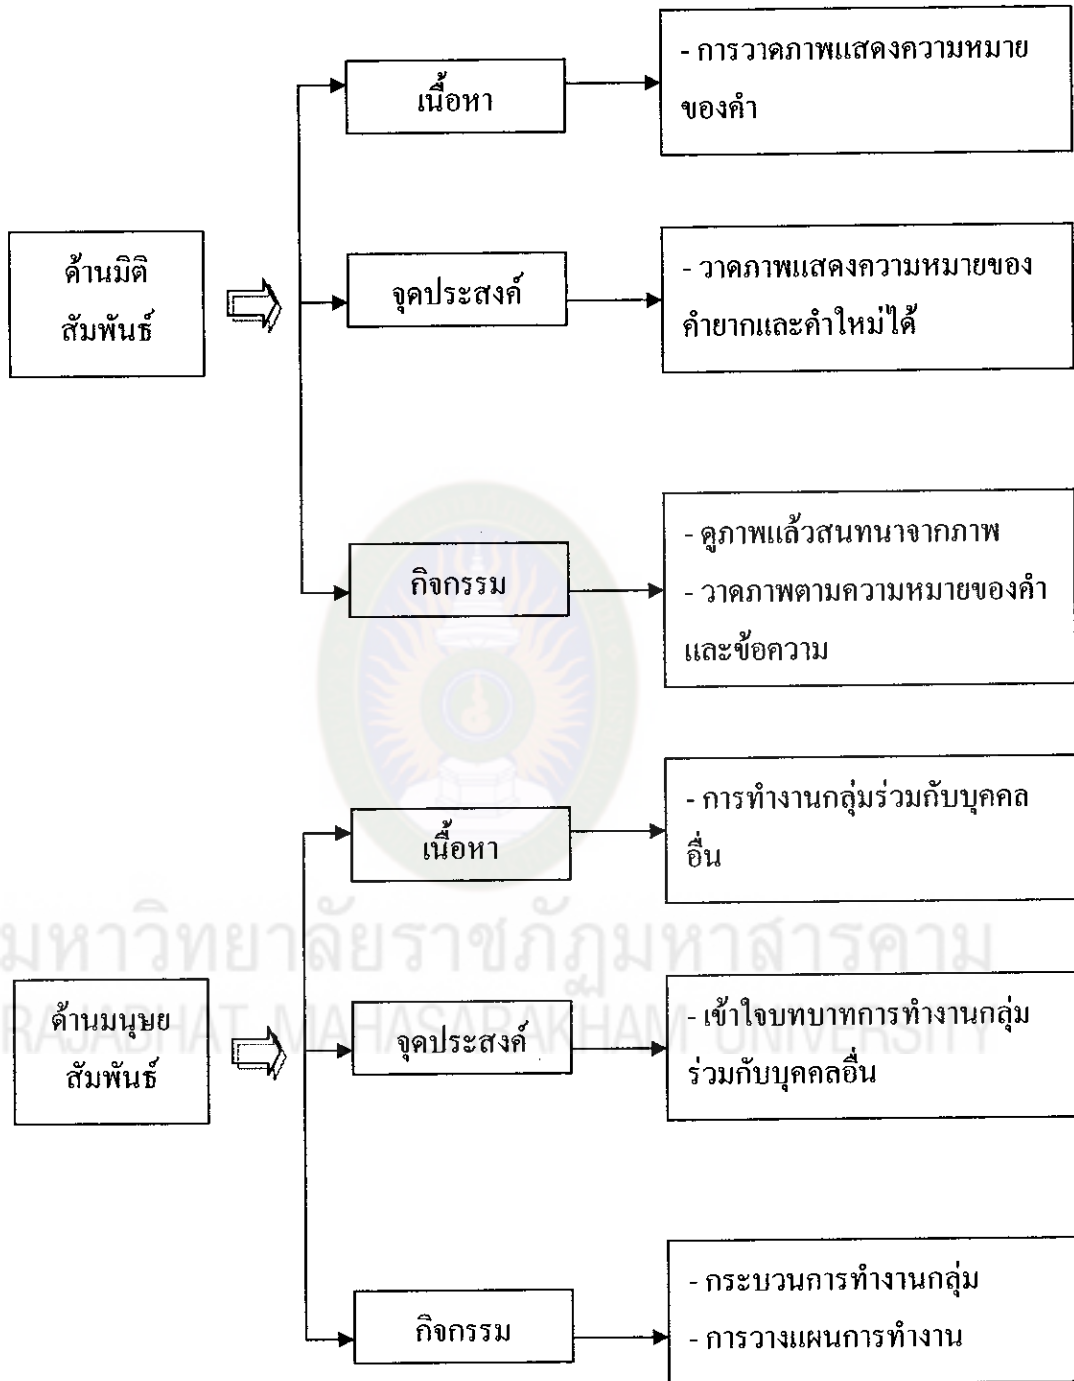 ด้านมิติ
สัมพันธ์
เนื้อหา
- การวาดภาพแสดงความหมาย
ของคำ
จุดประสงค์
- วาดภาพแสดงความหมายของ
คำยากและคำใหม่ได้
กิจกรรม
- ดูภาพแล้วสนทนาจากภาพ
- วาดภาพตามความหมายของคำ
และข้อความ
ด้านมนุษย
สัมพันธ์
เนื้อหา
- การทำงานกลุ่มร่วมกับบุคคล
อื่น
จุดประสงค์
- เข้าใจบทบาทการทำงานกลุ่ม
ร่วมกับบุคคลอื่น
กิจกรรม
- กระบวนการทำงานกลุ่ม
- การวางแผนการทำงาน
มหาวิทยาลัยราชภัฏมหาสารคาม
RAJABHAT MAHASARAKHAM UNIVERSITY